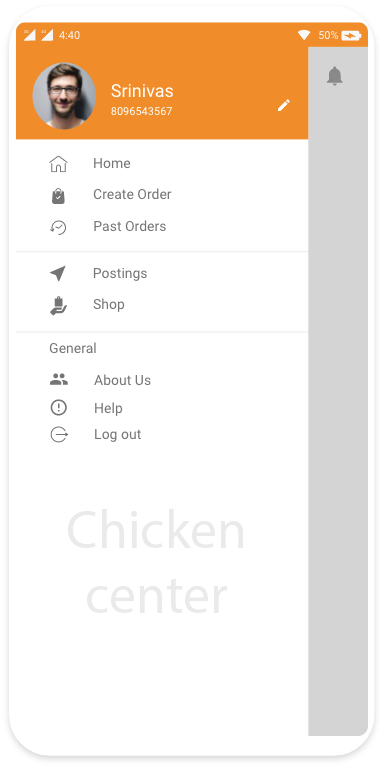 4:40
50%
Srinivas
8096543567
Home
Create Order
Past Orders
Postings
Shop
General
About Us
Help
Log out
Chicken
center